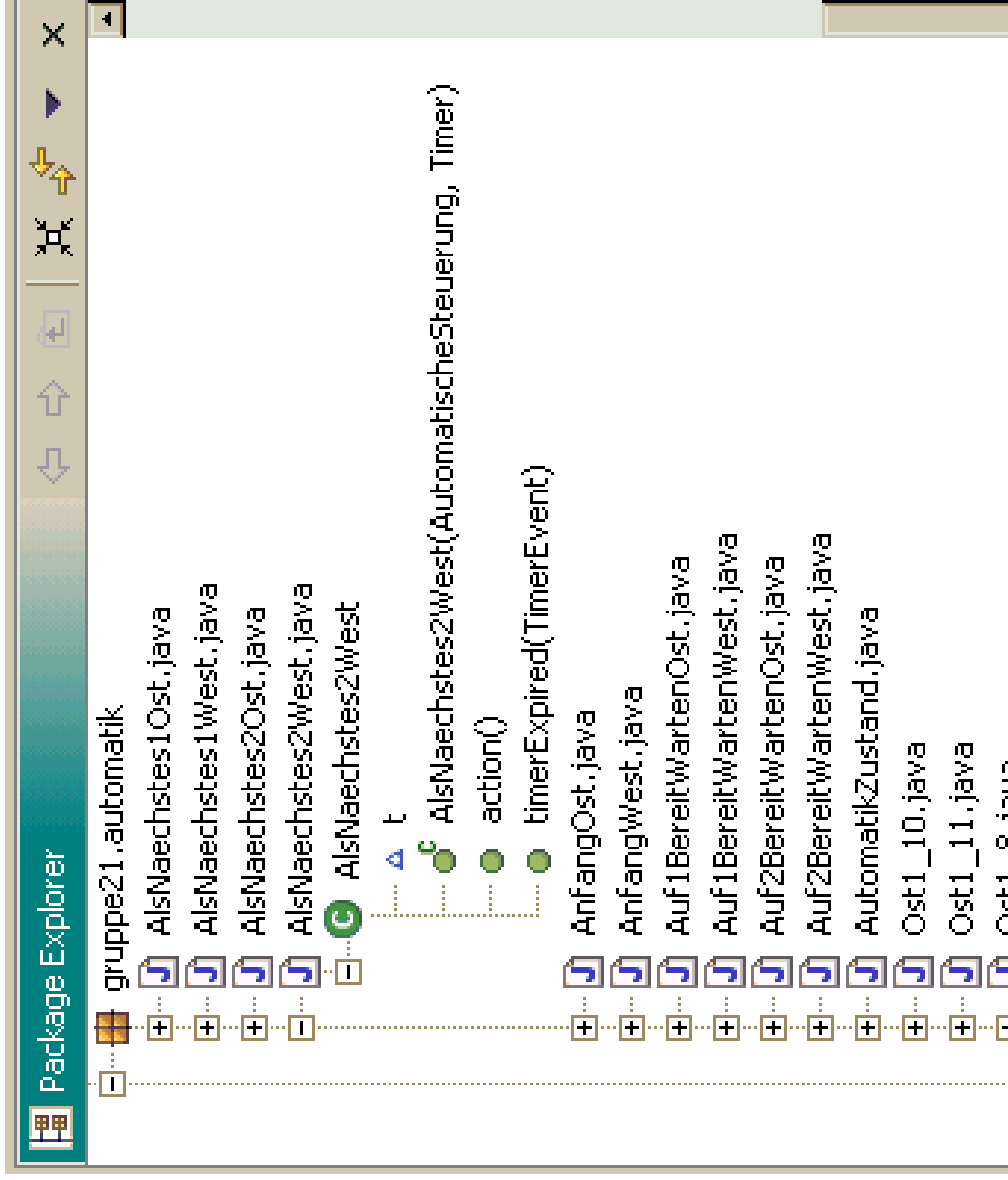 Package Explorer
gruppe21.automatik
AlsNaechstes1Ost.java
AlsNaechstes1West.java
AlsNaechstes2Ost.java
AlsNaechstes2West.java
AlsNaechstes2West
t
AlsNaechstes2West(AutomatischeSteuerung, Timer)
action()
timerExpired(TimerEvent)
AnfangOst.java
AnfangWest.java
Auf1BereitWartenOst.java
Auf1BereitWartenWest.java
Auf2BereitWartenOst.java
Auf2BereitWartenWest.java
AutomatikZustand.java
Ost1_10.java
Ost1_11.java